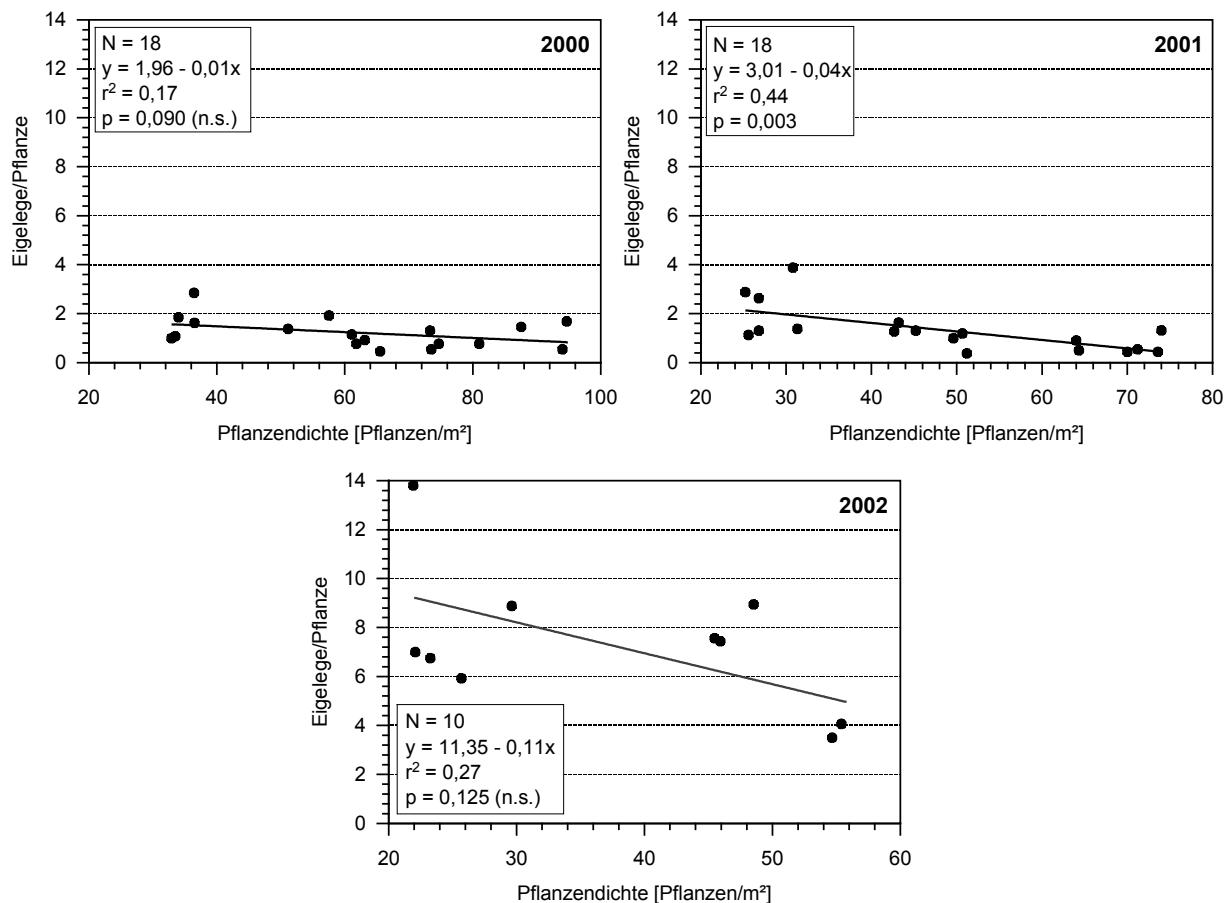 2000
N = 18
y = 1,96 - 0,01x
r² = 0,17
p = 0,090 (n.s.)
Eigelege/Pflanze
14
12
10
8
6
4
2
0
20 40 60 80 100
Pflanzendichte [Pflanzen/m²]
2001
N = 18
y = 3,01 - 0,04x
r² = 0,44
p = 0,003
Eigelege/Pflanze
14
12
10
8
6
4
2
0
20 30 40 50 60 70 80
Pflanzendichte [Pflanzen/m²]
2002
Eigelege/Pflanze
14
12
10
8
6
4
2
0
N = 10
y = 11,35 - 0,11x
r² = 0,27
p = 0,125 (n.s.)
20 30 40 50 60
Pflanzendichte [Pflanzen/m²]